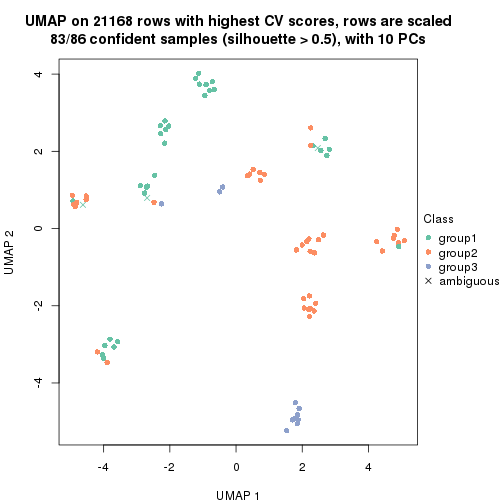 UMAP on 21168 rows with highest CV scores, rows are scaled
83/86 confident samples (silhouette > 0.5), with 10 PCs
4
2
0
-2
-4
UMAP 2
-4
-2
0
2
4
UMAP 1
Class
group1
group2
group3
ambiguous